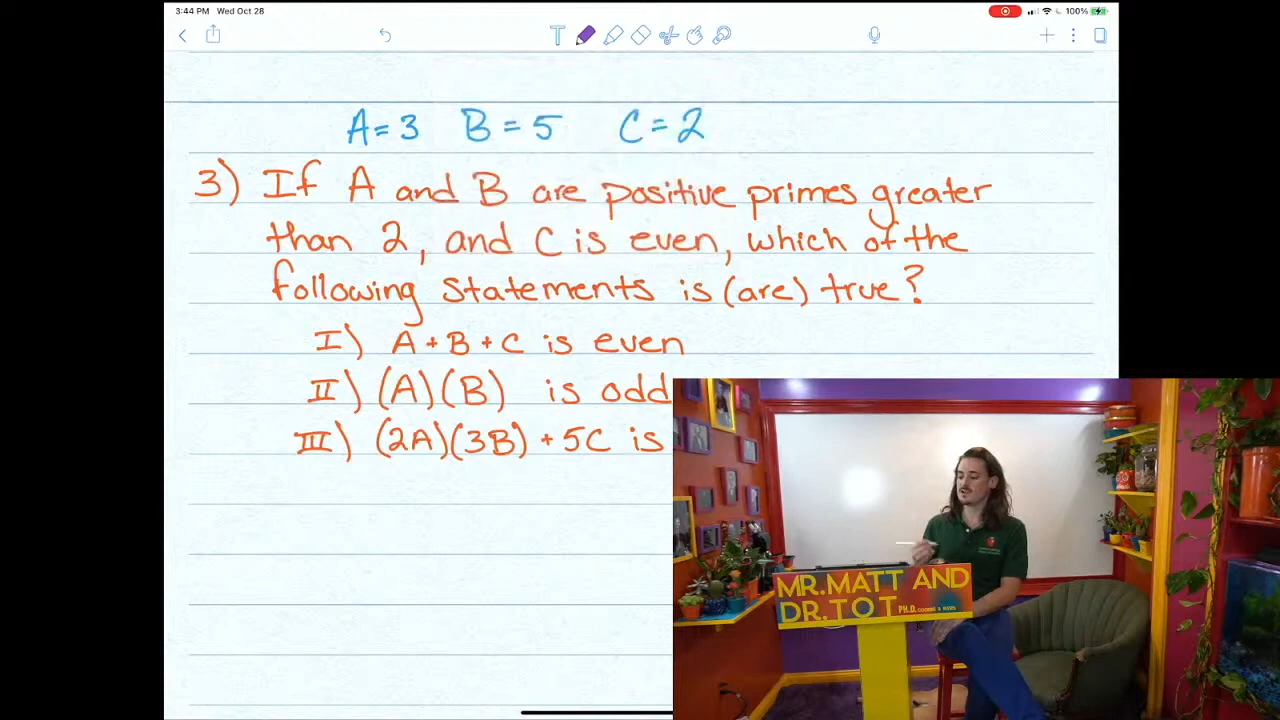 3:44 PM Wed Oct 28
100%
T
A=3 B=5 C=2
3) If A and B are positive primes greater
than 2, and C is even, which of the
following statements is (are) true?
I) A+B+C is even
II) (A)(B) is odd
III) (2A)(3B)+5C is
MR.MATT AND
DR.TOT PH.D.